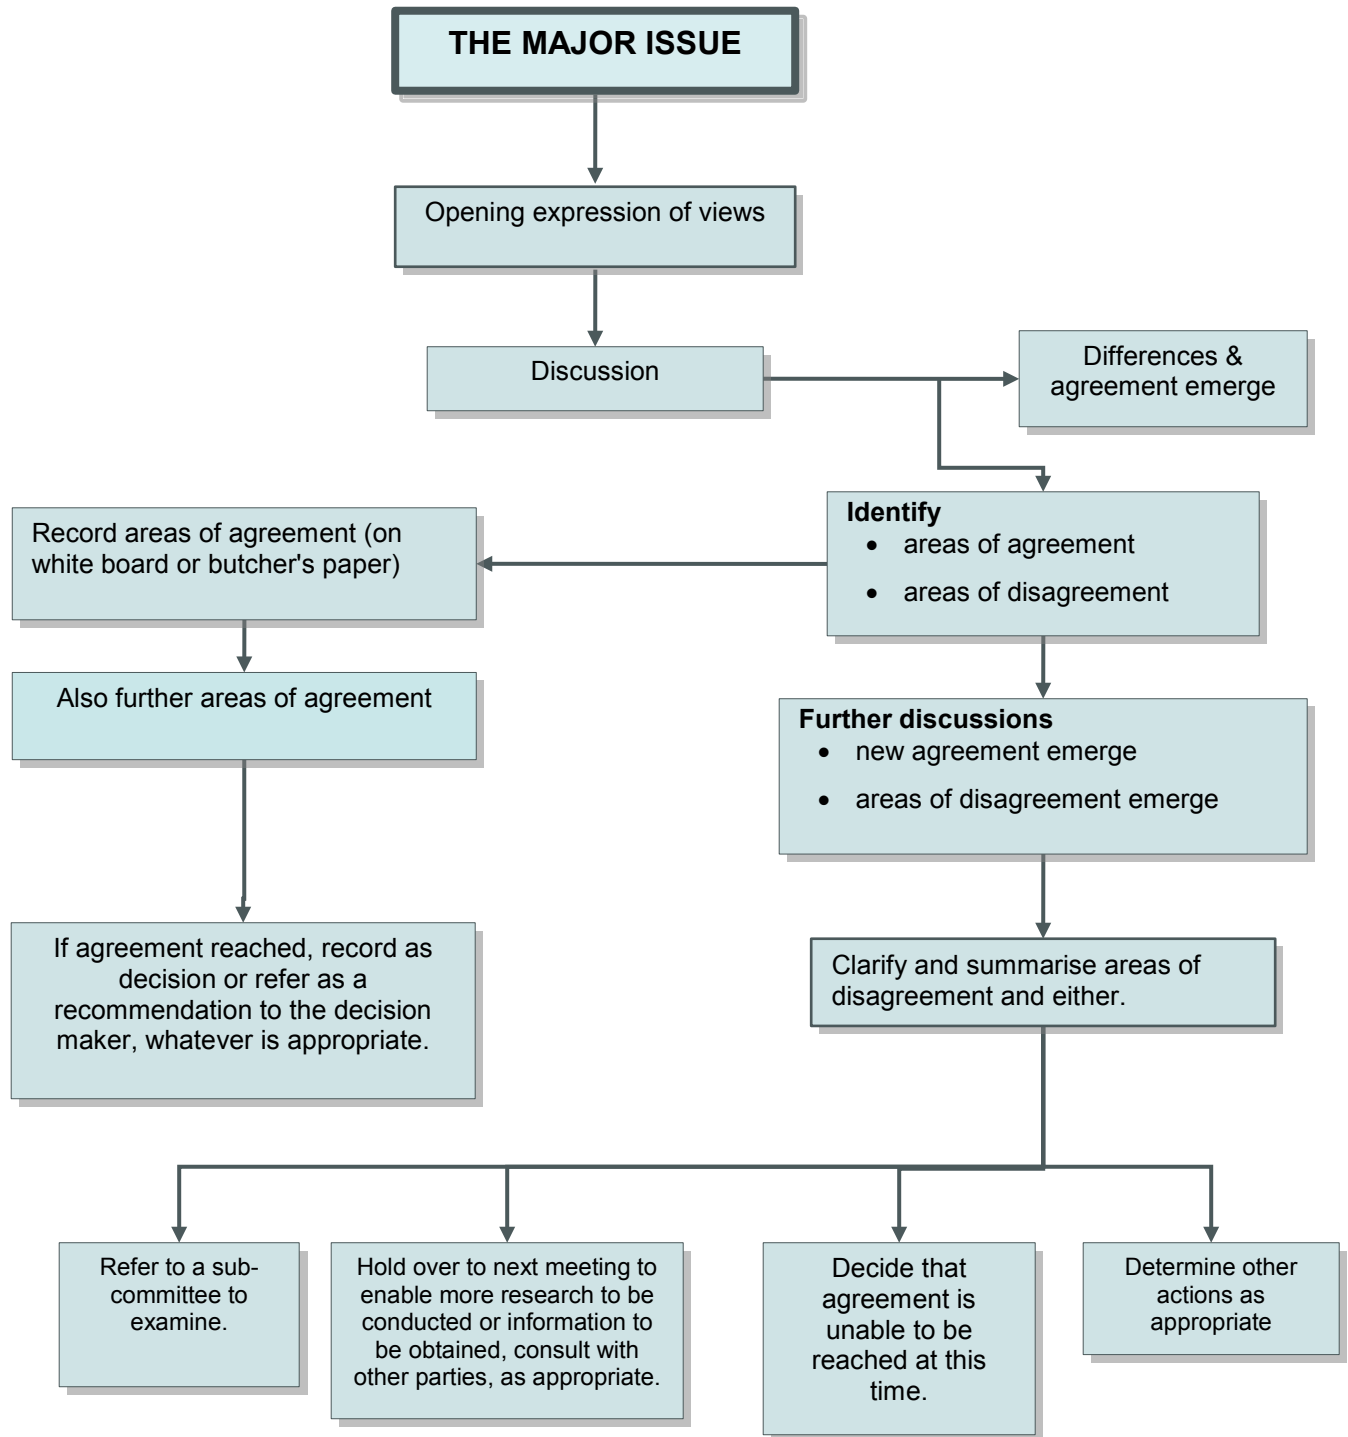 THE MAJOR ISSUE
Opening expression of views
Discussion
Differences &
agreement emerge
Identify
• areas of agreement
• areas of disagreement
Record areas of agreement (on
white board or butcher's paper)
Also further areas of agreement
Further discussions
• new agreement emerge
• areas of disagreement emerge
If agreement reached, record as
decision or refer as a
recommendation to the decision
maker, whatever is appropriate.
Clarify and summarise areas of
disagreement and either.
Refer to a sub-
committee to
examine.
Hold over to next meeting to
enable more research to be
conducted or information to
be obtained, consult with
other parties, as appropriate.
Decide that
agreement is
unable to be
reached at this
time.
Determine other
actions as
appropriate